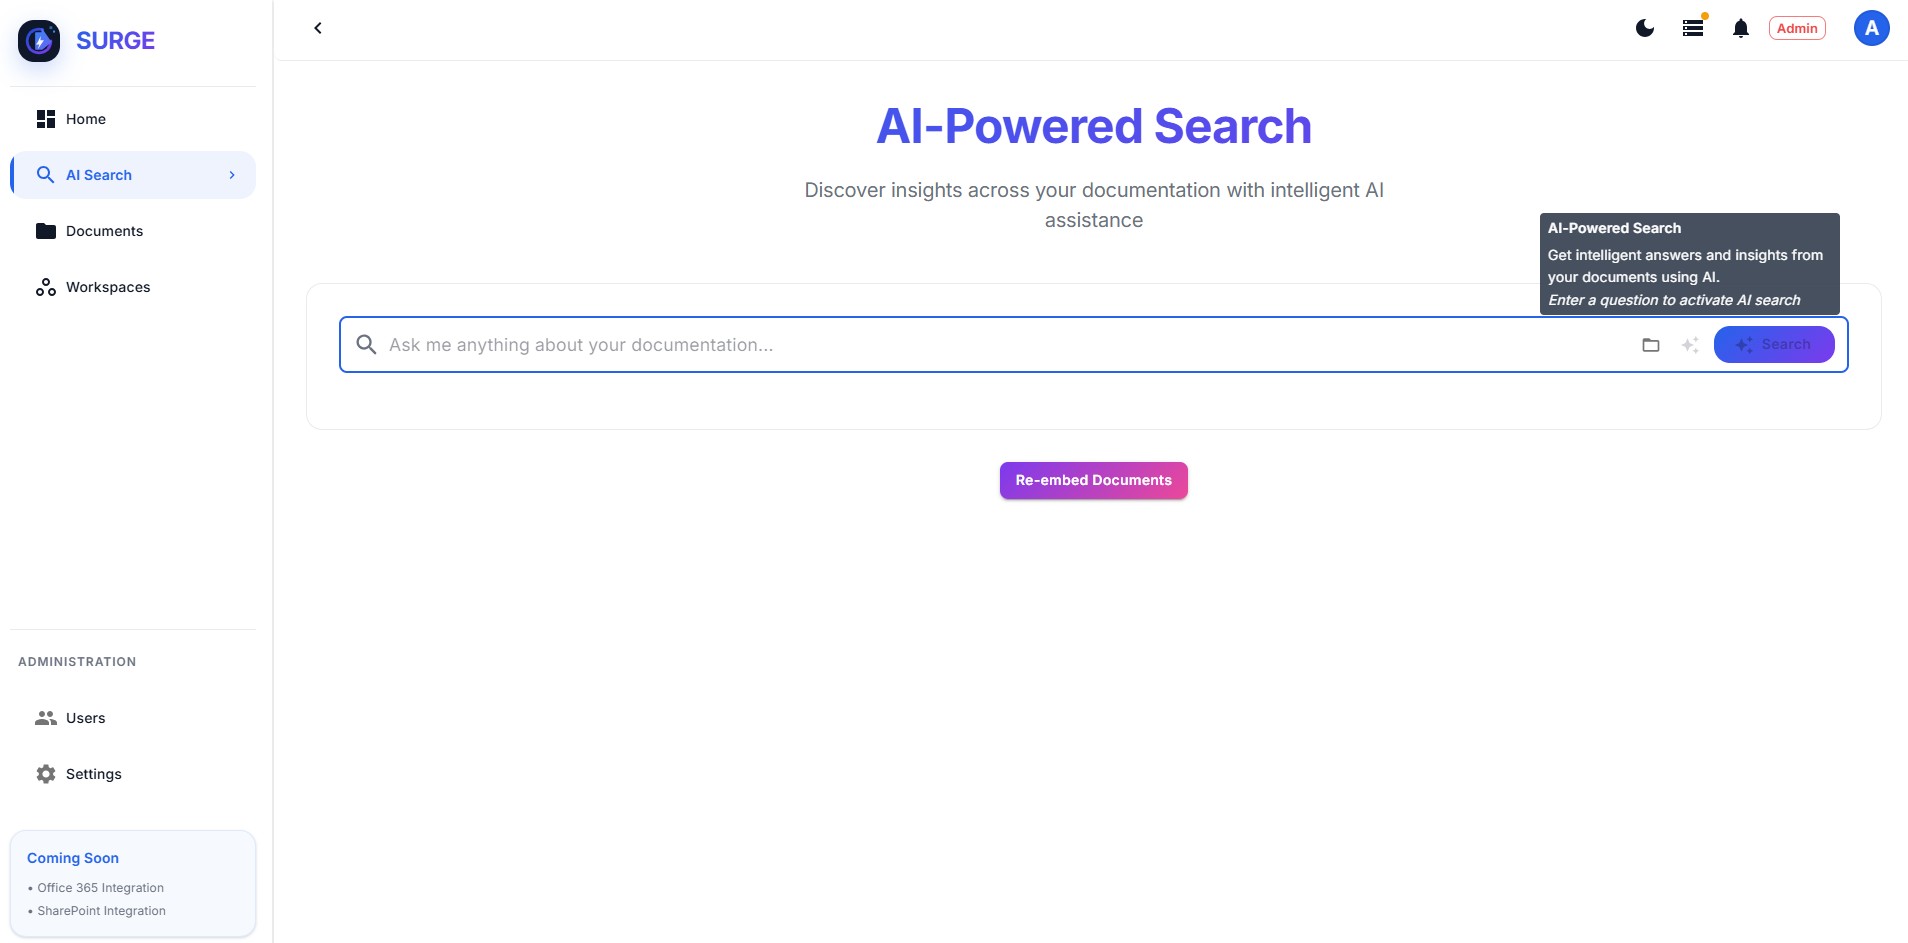 SURGE
Home
AI Search
Documents
Workspaces
ADMINISTRATION
Users
Settings
Coming Soon
• Office 365 Integration
• SharePoint Integration
Admin
A
AI-Powered Search
Discover insights across your documentation with intelligent AI
assistance
AI-Powered Search
Get intelligent answers and insights from
your documents using AI.
Enter a question to activate AI search
Ask me anything about your documentation...
Search
Re-embed Documents